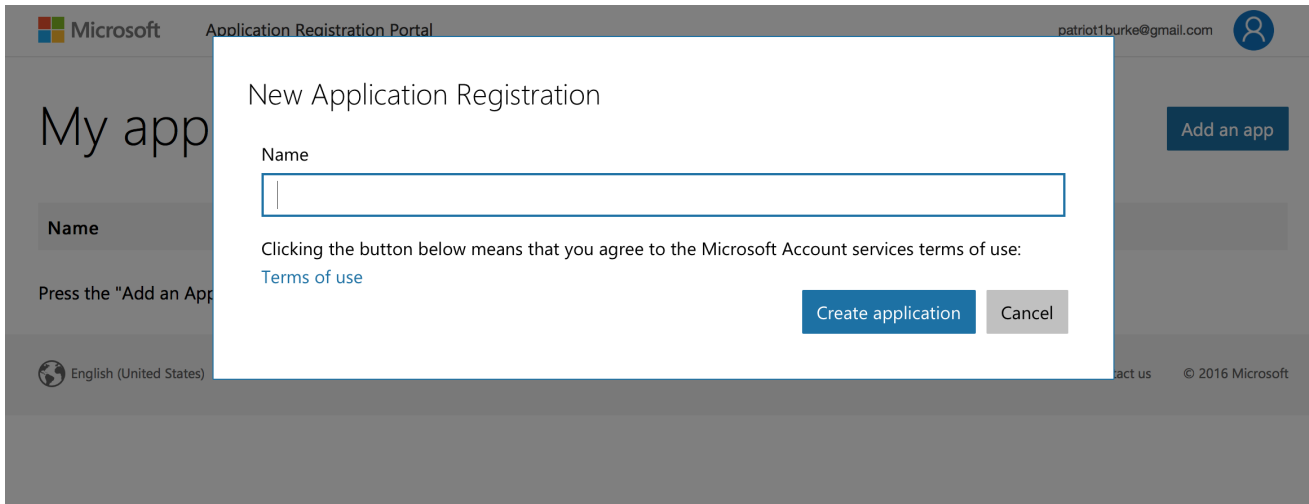 Microsoft Application Registration Portal patriot1burke@gmail.com
My app
Add an app
New Application Registration
Name
Clicking the button below means that you agree to the Microsoft Account services terms of use:
Terms of use
Create application Cancel
Name
Press the "Add an App
English (United States) tact us © 2016 Microsoft